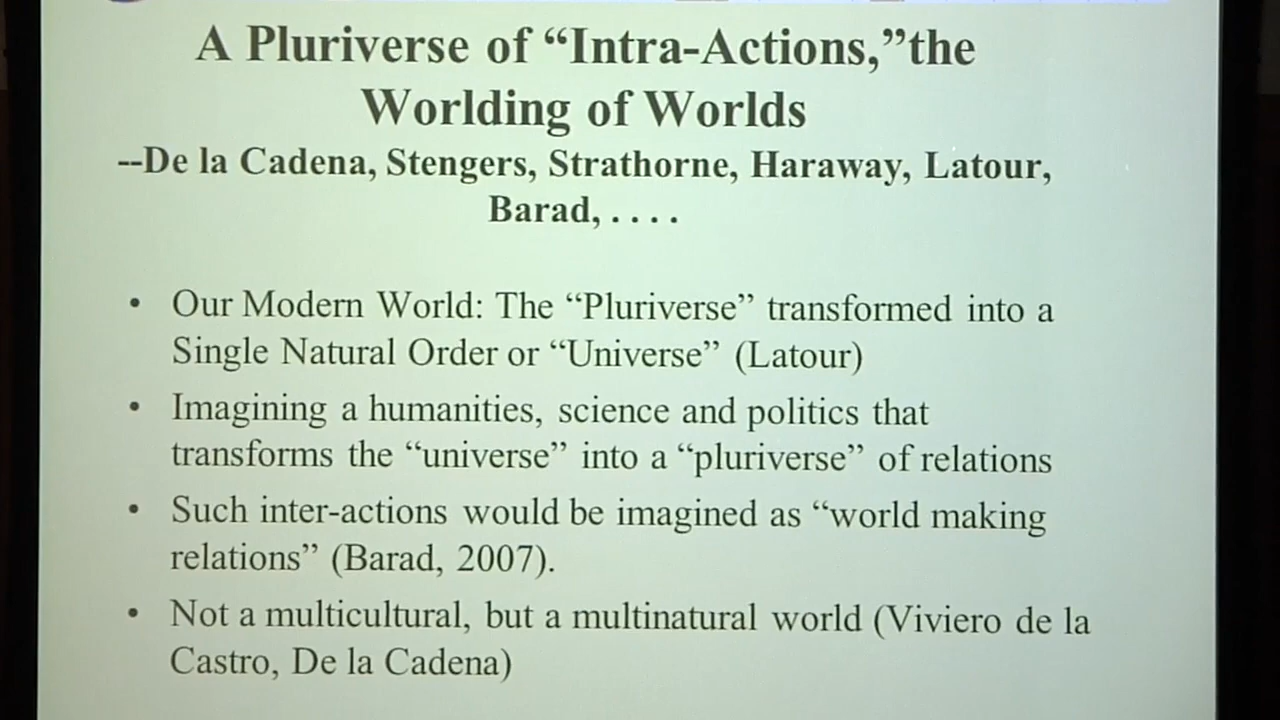 A Pluriverse of “Intra-Actions,”the
Worlding of Worlds
--De la Cadena, Stengers, Strathorne, Haraway, Latour,
Barad, . . . .
• Our Modern World: The “Pluriverse” transformed into a
Single Natural Order or “Universe” (Latour)
• Imagining a humanities, science and politics that
transforms the “universe” into a “pluriverse” of relations
• Such inter-actions would be imagined as “world making
relations” (Barad, 2007).
• Not a multicultural, but a multinatural world (Viviero de la
Castro, De la Cadena)